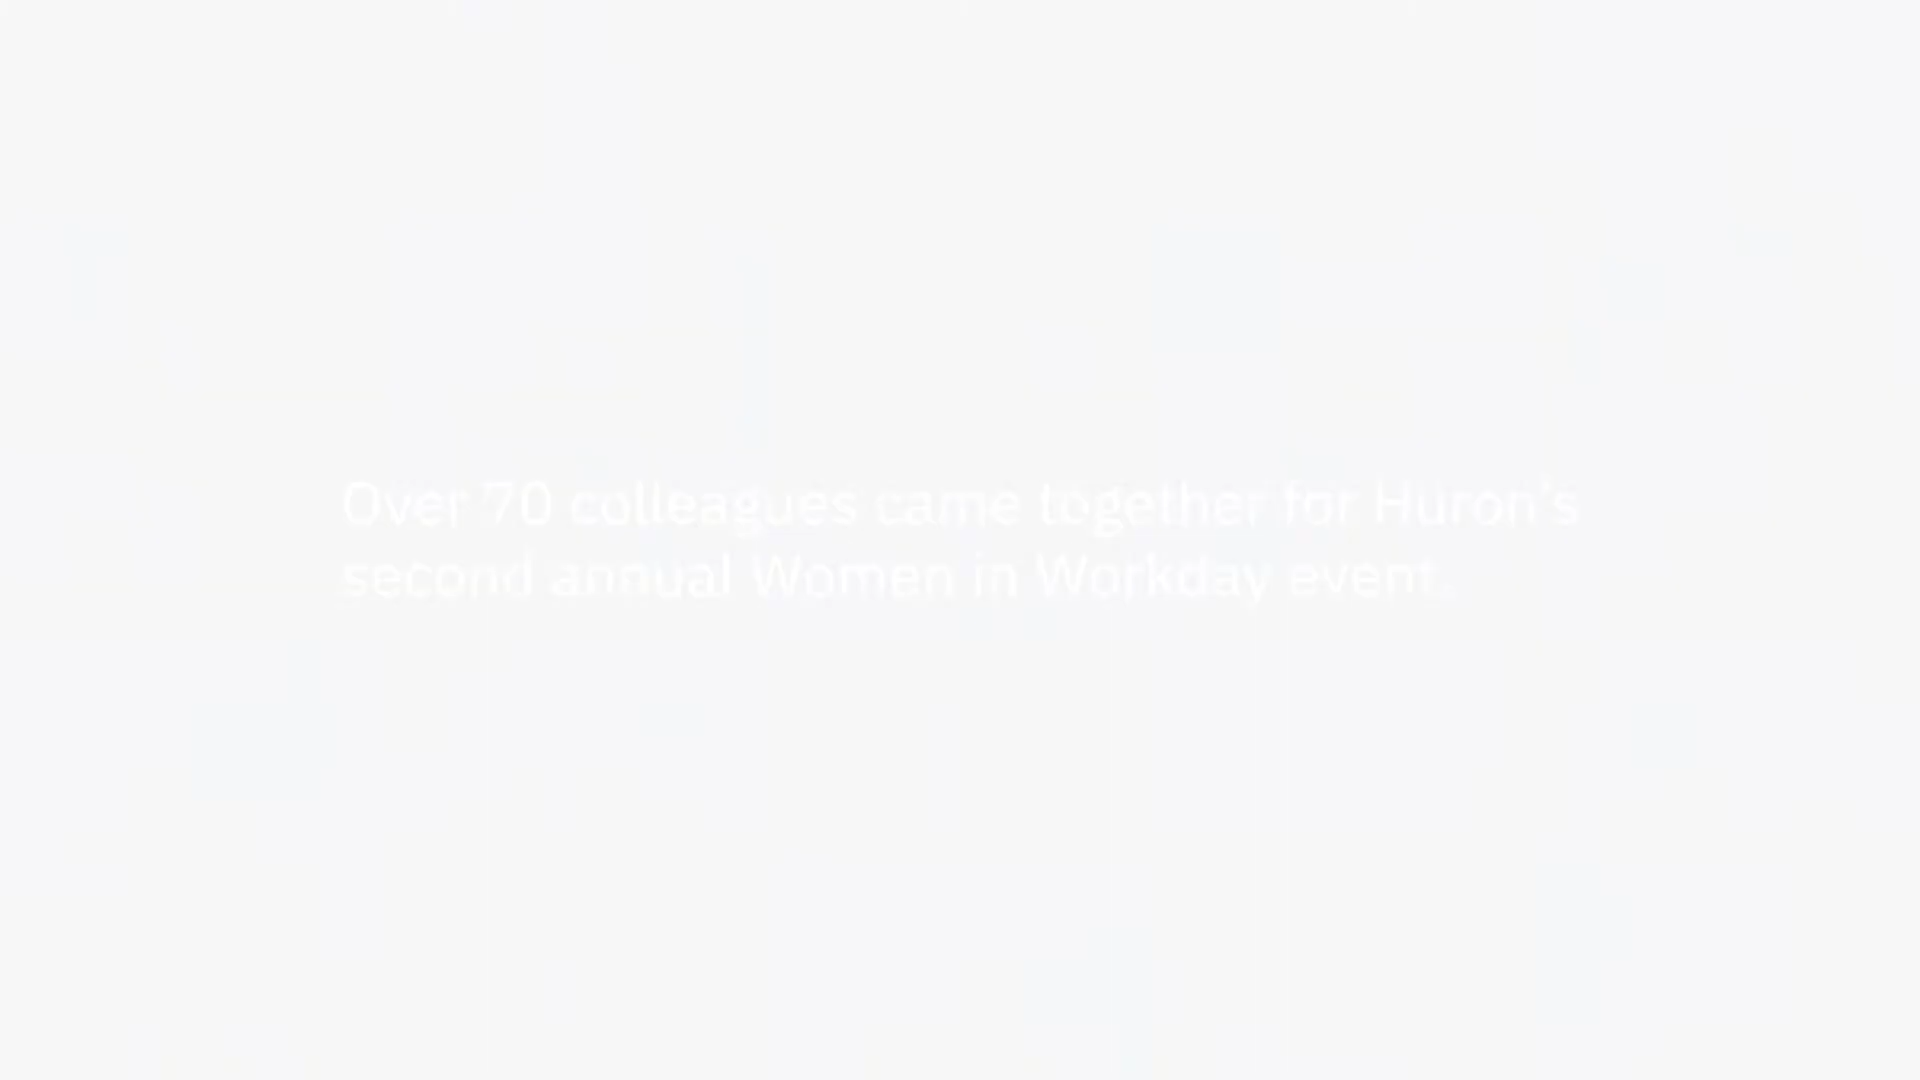 Over 70 colleagues came together for Huron's
second annual Women in Workday event.